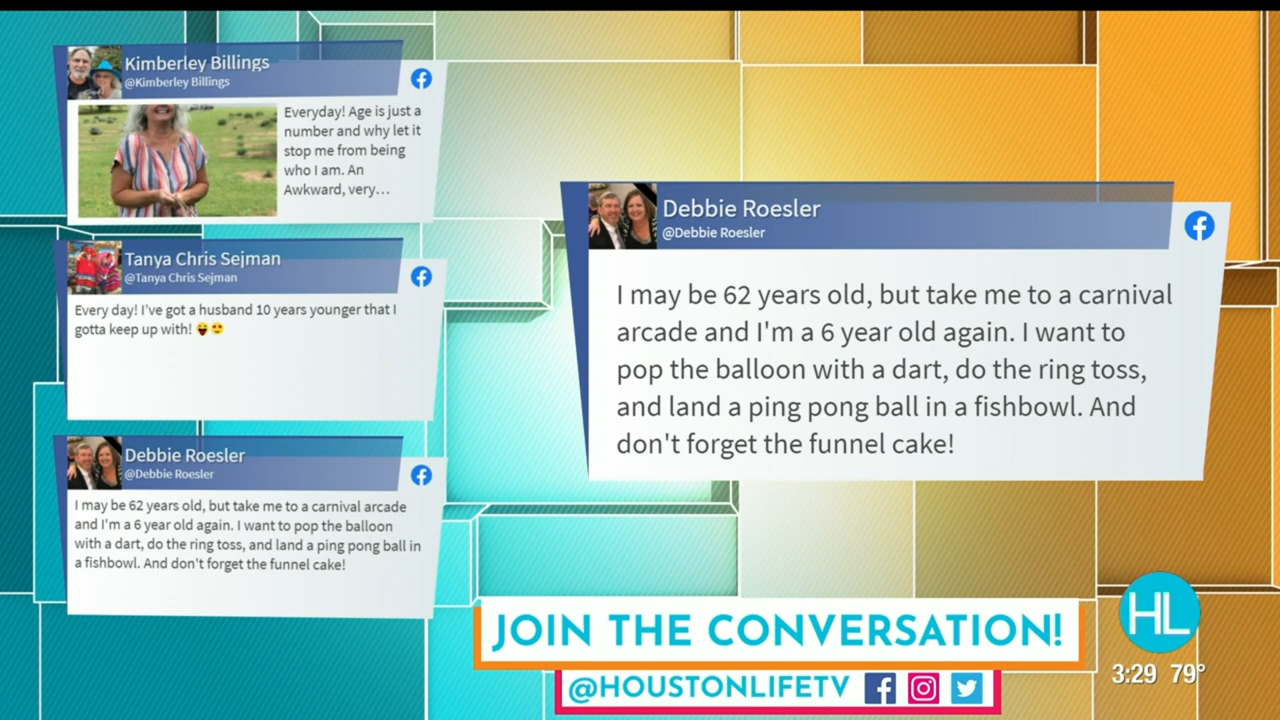 Kimberley Billings
@Kimberley Billings
Everyday! Age is just a
number and why let it
stop me from being
who I am. An
Awkward, very...
Tanya Chris Sejman
@Tanya Chris Sejman
Every day! I've got a husband 10 years younger that I
gotta keep up with! 😜😍
Debbie Roesler
@Debbie Roesler
I may be 62 years old, but take me to a carnival arcade
and I'm a 6 year old again. I want to pop the balloon
with a dart, do the ring toss, and land a ping pong ball in
a fishbowl. And don't forget the funnel cake!
Debbie Roesler
@Debbie Roesler
I may be 62 years old, but take me to a carnival
arcade and I'm a 6 year old again. I want to
pop the balloon with a dart, do the ring toss,
and land a ping pong ball in a fishbowl. And
don't forget the funnel cake!
JOIN THE CONVERSATION!
@HOUSTONLIFETV
HL
3:29 79°